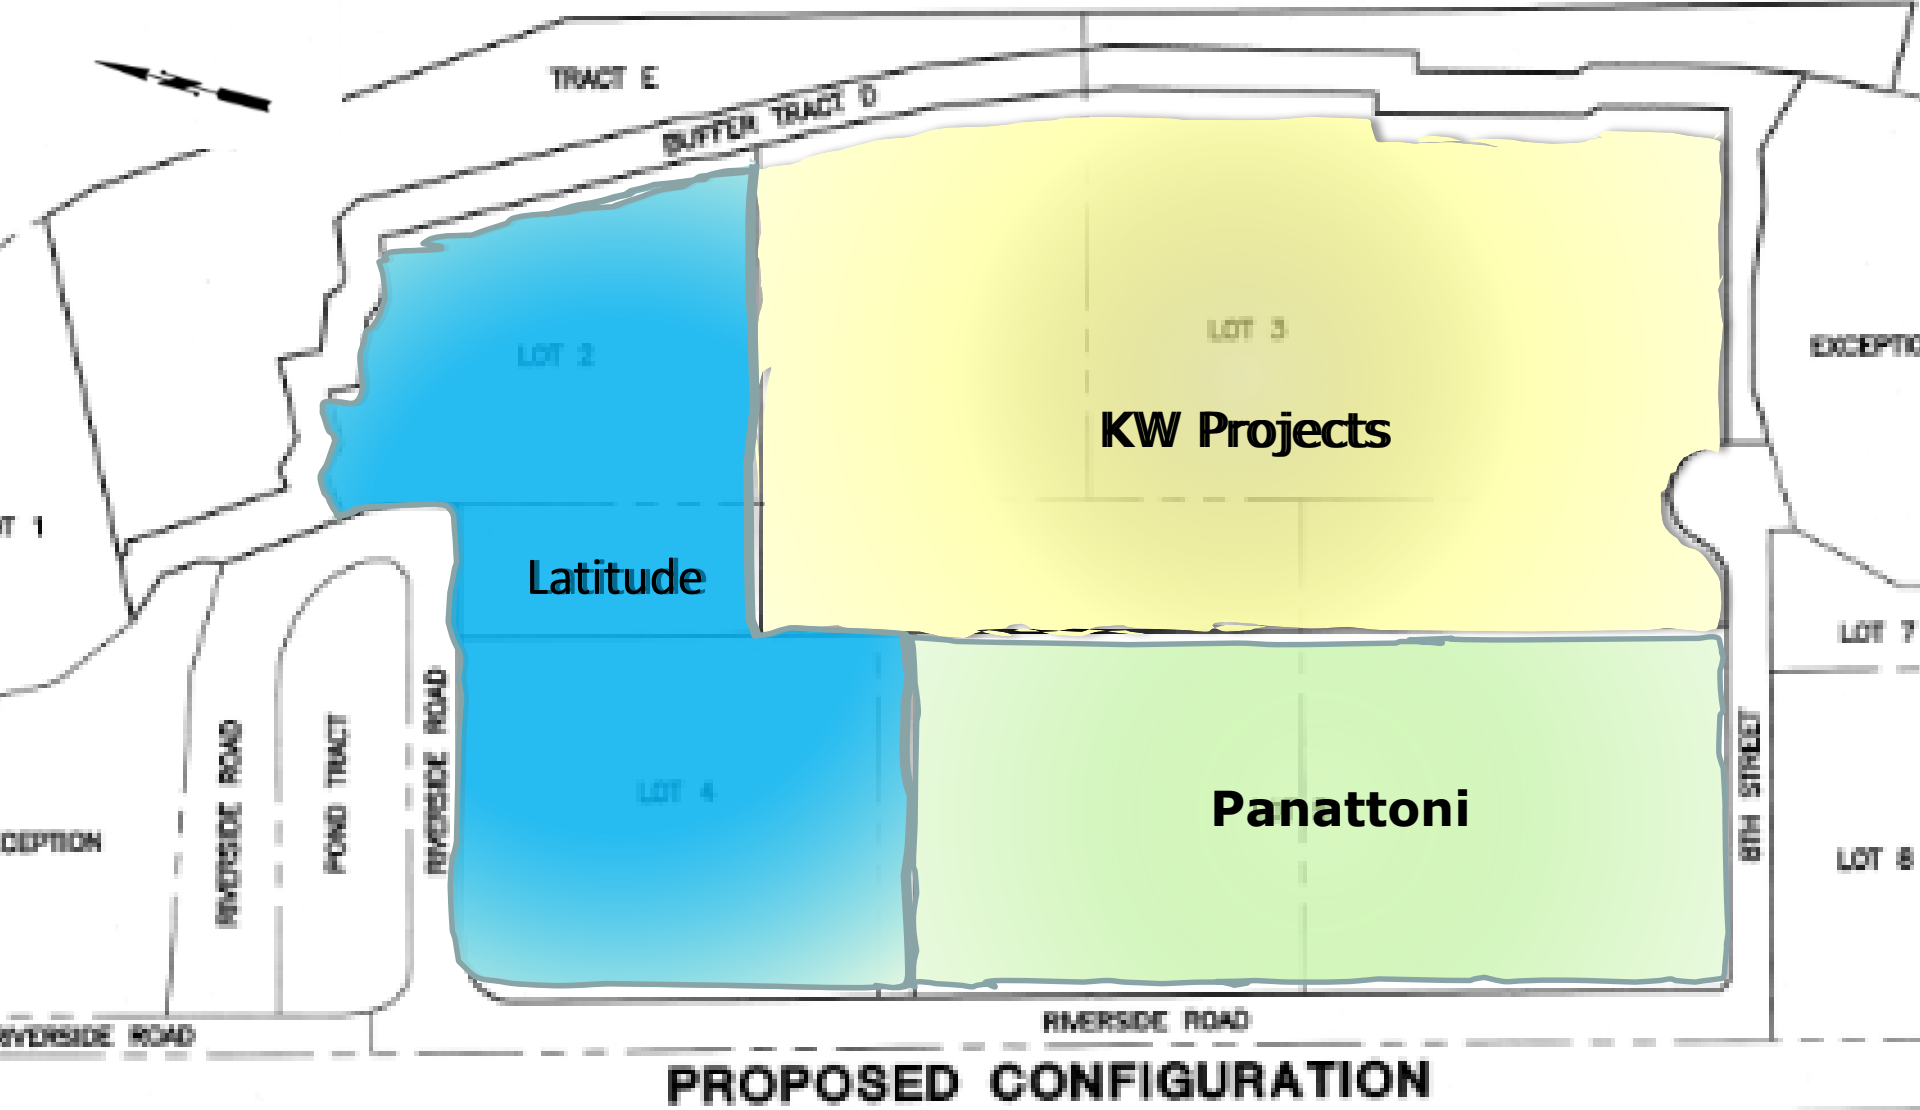 TRACT E
BUFFER TRACT D
LOT 2
LOT 3
EXCEPTIO
KW Projects
OT 1
Latitude
LOT 7
RIVERSIDE ROAD
POND TRACT
RIVERSIDE ROAD
LOT 4
Panattoni
8TH STREET
CEPTION
LOT 8
RIVERSIDE ROAD
RIVERSIDE ROAD
PROPOSED CONFIGURATION